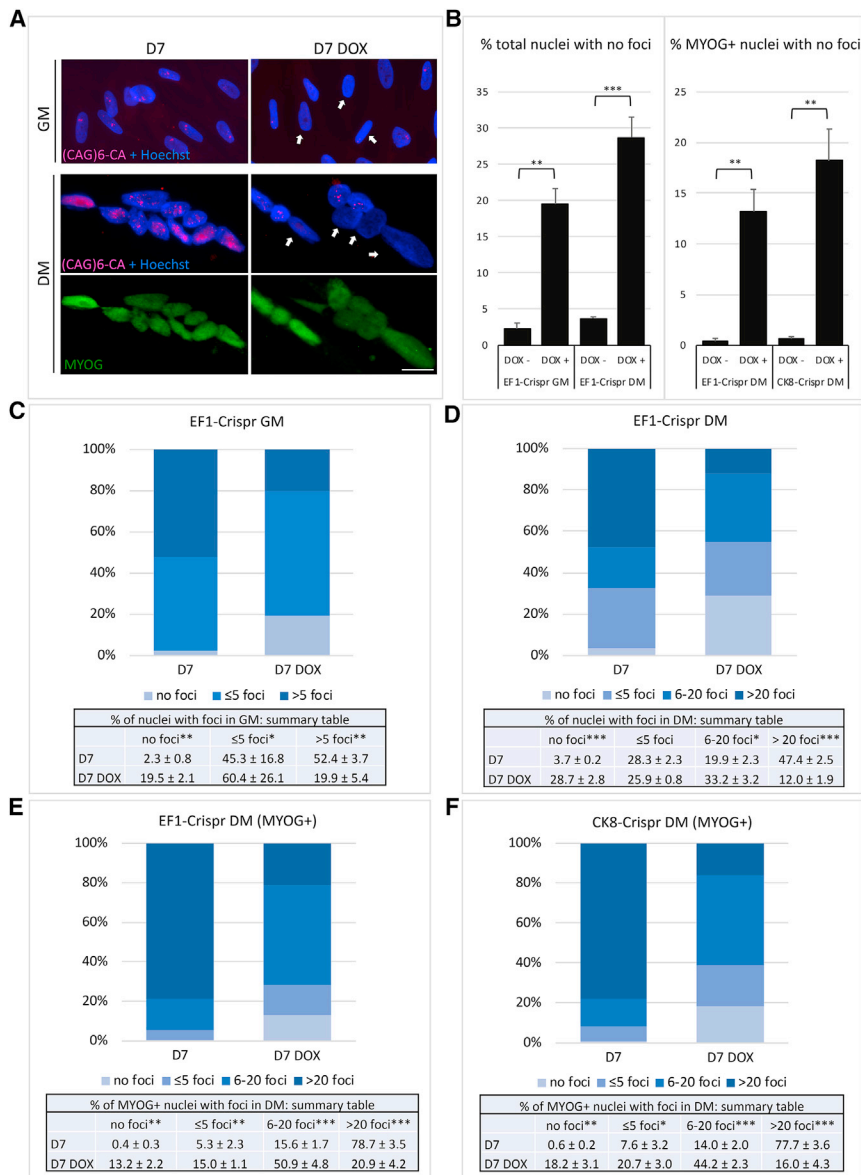 A
D7
D7 DOX
GM
(CAG)6-CA + Hoechst
DM
(CAG)6-CA + Hoechst
MYOG
B
% total nuclei with no foci
% MYOG+ nuclei with no foci
35
30
25
20
15
10
5
0
**
***
DOX -
DOX +
DOX -
DOX +
EF1-Crispr GM
EF1-Crispr DM
25
20
15
10
5
0
**
**
DOX -
DOX +
DOX -
DOX +
EF1-Crispr DM
CK8-Crispr DM
C
EF1-Crispr GM
100%
80%
60%
40%
20%
0%
D7
D7 DOX
no foci ≤5 foci >5 foci
% of nuclei with foci in GM: summary table
no foci** ≤5 foci* >5 foci**
D7 2.3 ± 0.8 45.3 ± 16.8 52.4 ± 3.7
D7 DOX 19.5 ± 2.1 60.4 ± 26.1 19.9 ± 5.4
D
EF1-Crispr DM
100%
80%
60%
40%
20%
0%
D7
D7 DOX
no foci ≤5 foci 6-20 foci >20 foci
% of nuclei with foci in DM: summary table
no foci*** ≤5 foci 6-20 foci* > 20 foci***
D7 3.7 ± 0.2 28.3 ± 2.3 19.9 ± 2.3 47.4 ± 2.5
D7 DOX 28.7 ± 2.8 25.9 ± 0.8 33.2 ± 3.2 12.0 ± 1.9
E
EF1-Crispr DM (MYOG+)
100%
80%
60%
40%
20%
0%
D7
D7 DOX
no foci ≤5 foci 6-20 foci >20 foci
% of MYOG+ nuclei with foci in DM: summary table
no foci** ≤5 foci** 6-20 foci*** >20 foci***
D7 0.4 ± 0.3 5.3 ± 2.3 15.6 ± 1.7 78.7 ± 3.5
D7 DOX 13.2 ± 2.2 15.0 ± 1.1 50.9 ± 4.8 20.9 ± 4.2
F
CK8-Crispr DM (MYOG+)
100%
80%
60%
40%
20%
0%
D7
D7 DOX
no foci ≤5 foci 6-20 foci >20 foci
% of MYOG+ nuclei with foci in DM: summary table
no foci** ≤5 foci* 6-20 foci*** >20 foci***
D7 0.6 ± 0.2 7.6 ± 3.2 14.0 ± 2.0 77.7 ± 3.6
D7 DOX 18.2 ± 3.1 20.7 ± 3.0 44.2 ± 2.3 16.0 ± 4.3